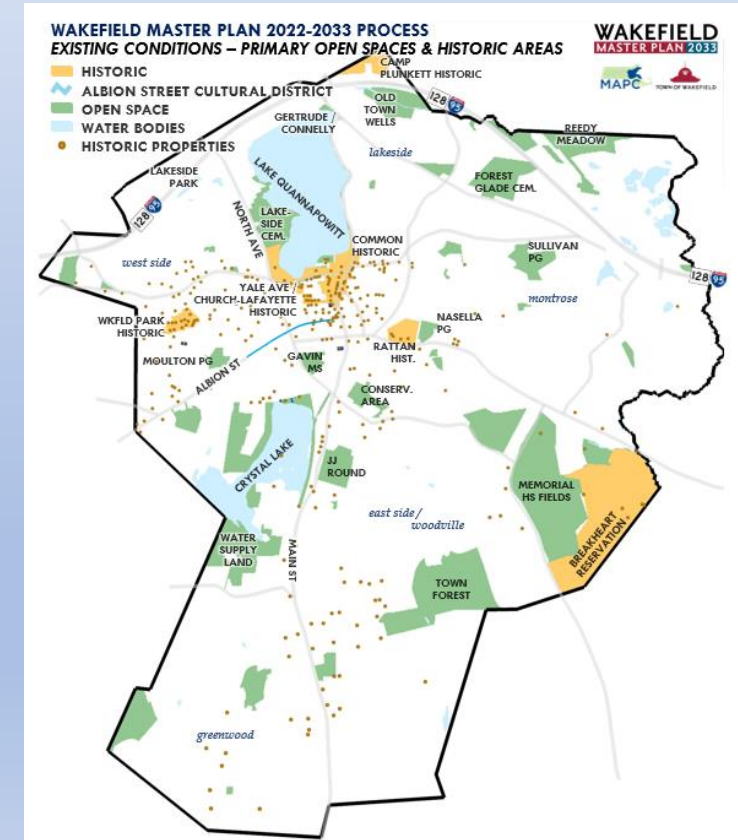 WAKEFIELD MASTER PLAN 2022-2033 PROCESS
EXISTING CONDITIONS – PRIMARY OPEN SPACES & HISTORIC AREAS
WAKEFIELD
MASTER PLAN 2033
MAPC
TOWN OF WAKEFIELD
HISTORIC
ALBION STREET CULTURAL DISTRICT
OPEN SPACE
WATER BODIES
HISTORIC PROPERTIES
CAMP
PLUNKETT HISTORIC
OLD
TOWN
WELLS
128 95
GERTRUDE /
CONNELLY
REEDY
MEADOW
lakeside
LAKESIDE
PARK
LAKE QUANNAPOWITT
FOREST
GLADE CEM.
128 95
NORTH AVE
LAKE-
SIDE
CEM.
COMMON
HISTORIC
SULLIVAN
PG
west side
128 95
YALE AVE /
CHURCH-LAFAYETTE
HISTORIC
montrose
WKFLD PARK
HISTORIC
NASELLA
PG
RATTAN
HIST.
MOULTON PG
ALBION ST
GAVIN
MS
CONSERV.
AREA
CRYSTAL LAKE
JJ
ROUND
MEMORIAL
HS FIELDS
east side /
woodville
BREAKHEART
RESERVATION
WATER
SUPPLY
LAND
MAIN ST
TOWN
FOREST
greenwood